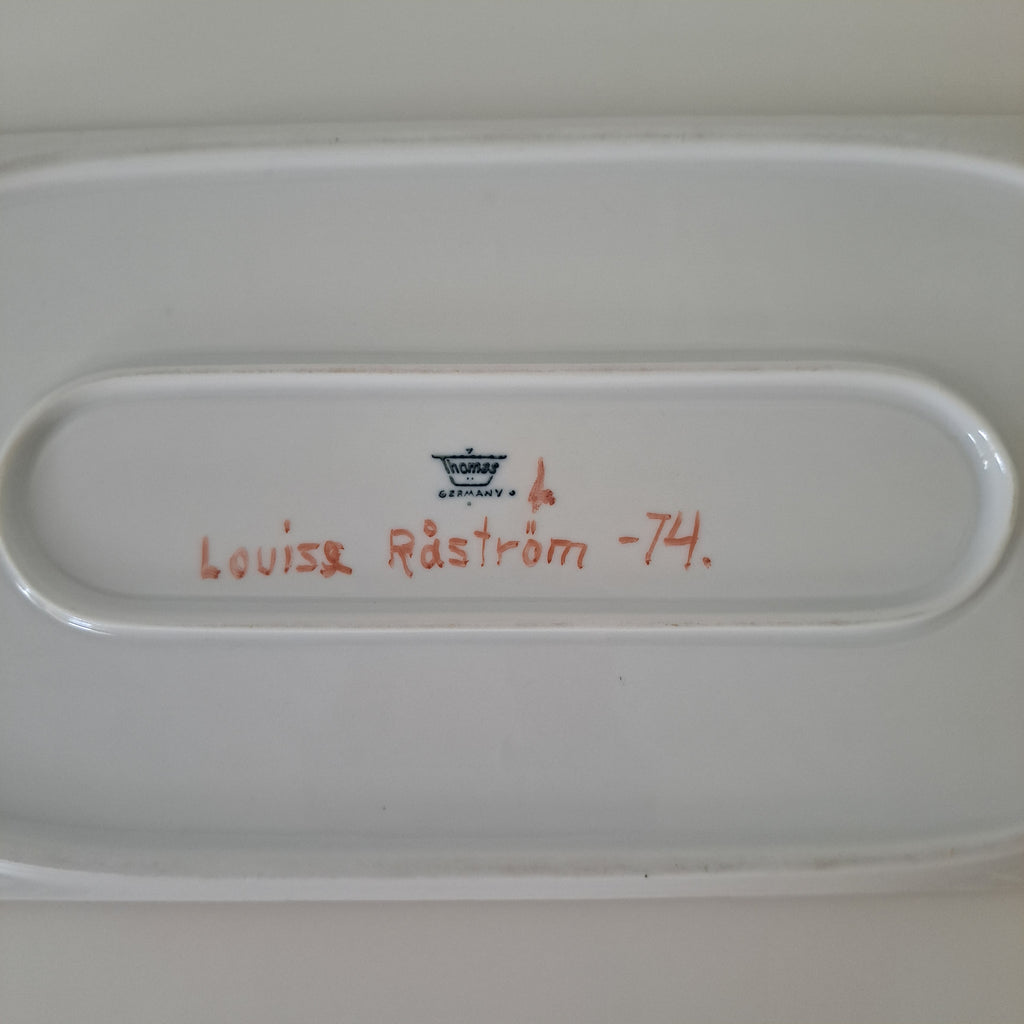 Thomas
GERMANY
Louise Råström -74.